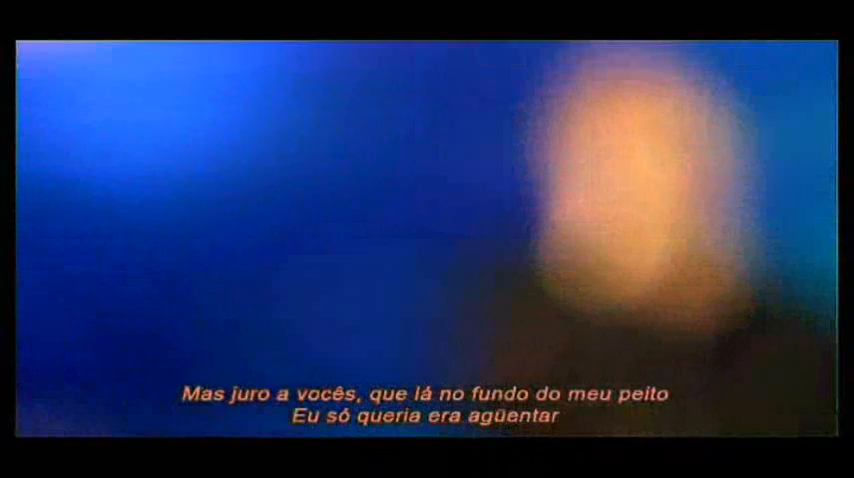 Mas juro a vocês, que lá no fundo do meu peito
Eu só queria era agüentar